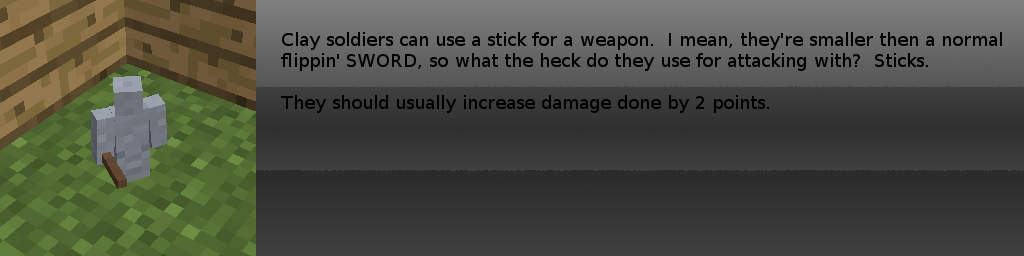 Clay soldiers can use a stick for a weapon.  I mean, they're smaller then a normal
flippin' SWORD, so what the heck do they use for attacking with?  Sticks.
They should usually increase damage done by 2 points.